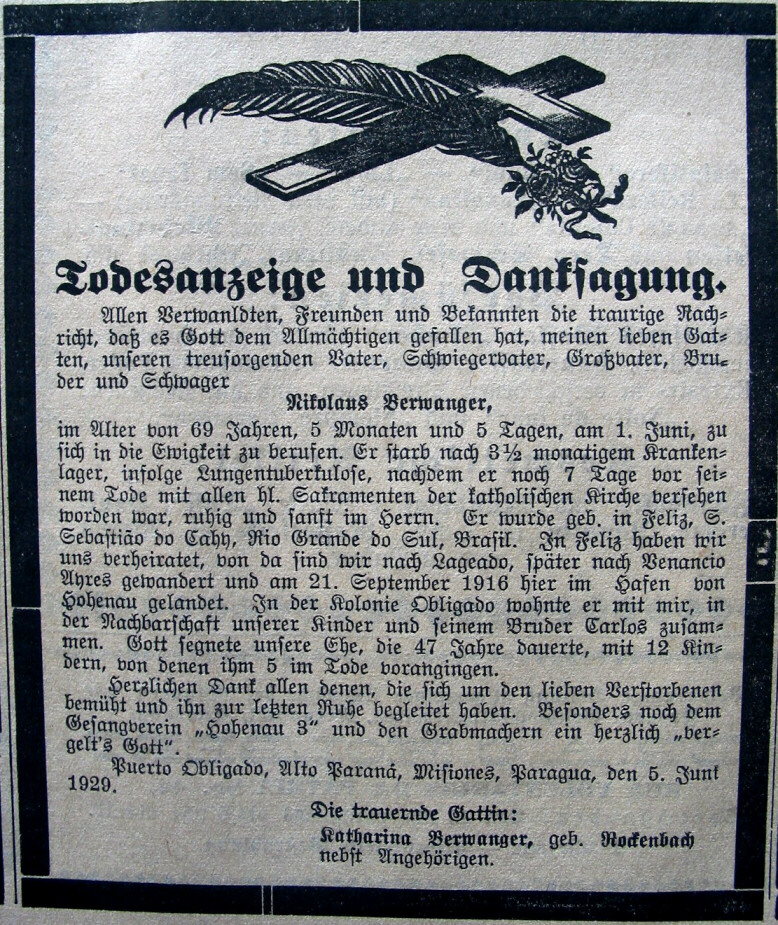 Todesanzeige und Danksagung.
Allen Verwanldten, Freunden und Bekannten die traurige Nach-
richt, daß es Gott dem Allmächtigen gefallen hat, meinen lieben Gat-
ten, unseren treusorgenden Vater, Schwiegervater, Großvater, Bru-
der und Schwager
Nikolaus Berwanger,
im Alter von 69 Jahren, 5 Monaten und 5 Tagen, am 1. Juni, zu
sich in die Ewigkeit zu berufen. Er starb nach 3½ monatigem Kranken-
lager, infolge Lungentuberkulose, nachdem er noch 7 Tage vor sei-
nem Tode mit allen hl. Sakramenten der katholischen Kirche versehen
worden war, ruhig und sanft im Herrn. Er wurde geb. in Feliz, S.
Sebastião do Cahy, Rio Grande do Sul, Brasil. In Feliz haben wir
uns verheiratet, von da sind wir nach Lageado, später nach Venancio
Ayres gewandert und am 21. September 1916 hier im Hafen von
Hohenau gelandet. In der Kolonie Obligado wohnte er mit mir, in
der Nachbarschaft unserer Kinder und seinem Bruder Carlos zusam-
men. Gott segnete unsere Ehe, die 47 Jahre dauerte, mit 12 Kin-
dern, von denen ihm 5 im Tode vorangingen.
Herzlichen Dank allen denen, die sich um den lieben Verstorbenen
bemüht und ihn zur letzten Ruhe begleitet haben. Besonders noch dem
Gesangverein „Hohenau 3“ und den Grabmachern ein herzlich „ver-
gelt's Gott“.
Puerto Obligado, Alto Paraná, Misiones, Paragua, den 5. Juni
1929.
Die trauernde Gattin:
Katharina Berwanger, geb. Rockenbach
nebst Angehörigen.